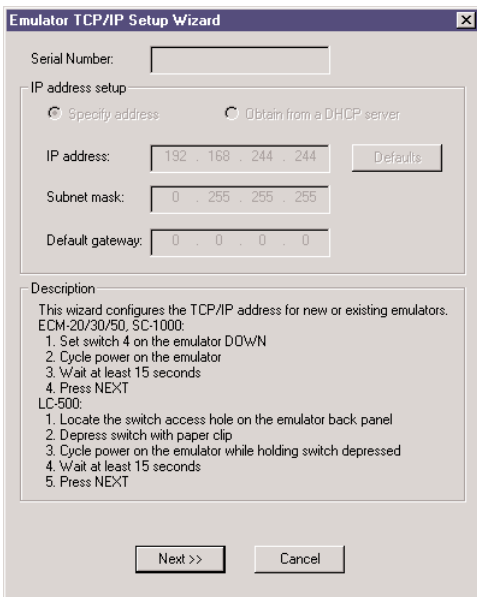 Emulator TCP/IP Setup Wizard
Serial Number:
IP address setup
Specify address Obtain from a DHCP server
IP address: 192 . 168 . 244 . 244 Defaults
Subnet mask: 0 . 255 . 255 . 255
Default gateway: 0 . 0 . 0 . 0
Description
This wizard configures the TCP/IP address for new or existing emulators.
ECM-20/30/50, SC-1000:
1. Set switch 4 on the emulator DOWN
2. Cycle power on the emulator
3. Wait at least 15 seconds
4. Press NEXT
LC-500:
1. Locate the switch access hole on the emulator back panel
2. Depress switch with paper clip
3. Cycle power on the emulator while holding switch depressed
4. Wait at least 15 seconds
5. Press NEXT
Next >> Cancel